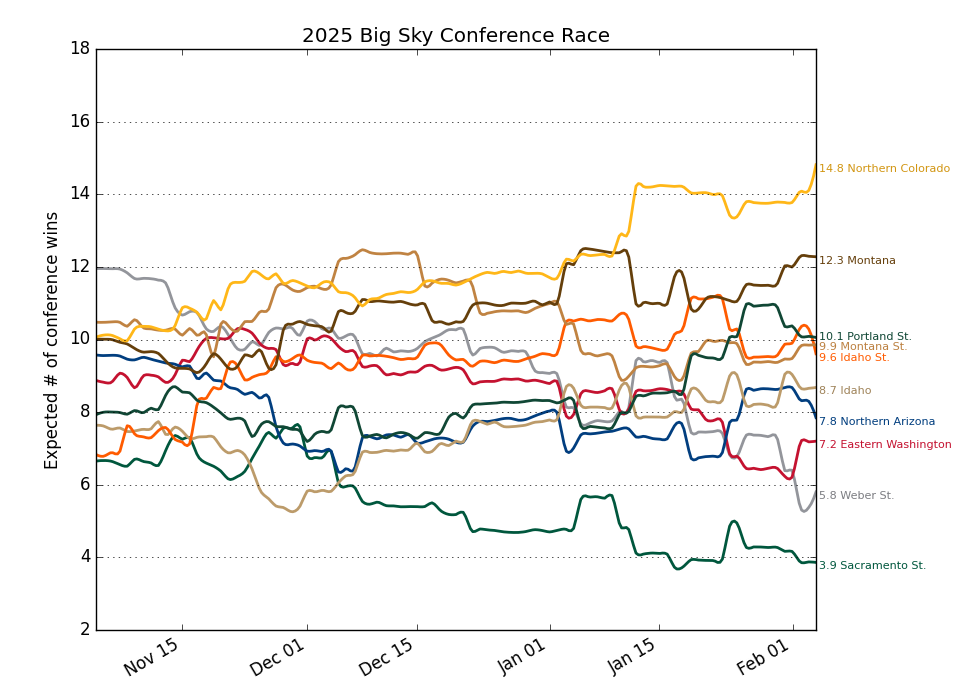 2025 Big Sky Conference Race
Expected # of conference wins
18
16
14
12
10
8
6
4
2
Nov 15
Dec 01
Dec 15
Jan 01
Jan 15
Feb 01
14.8 Northern Colorado
12.3 Montana
10.1 Portland St.
9.9 Montana St.
9.6 Idaho St.
8.7 Idaho
7.8 Northern Arizona
7.2 Eastern Washington
5.8 Weber St.
3.9 Sacramento St.